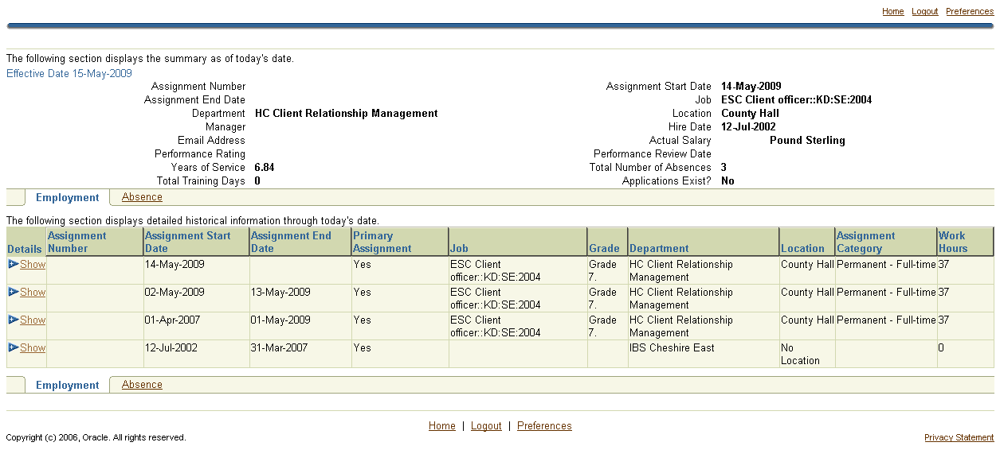 Home Logout Preferences
The following section displays the summary as of today's date.
Effective Date 15-May-2009
Assignment Number Assignment Start Date 14-May-2009
Assignment End Date Job ESC Client officer::KD:SE:2004
Department HC Client Relationship Management Location County Hall
Manager Hire Date 12-Jul-2002
Email Address Actual Salary Pound Sterling
Performance Rating Performance Review Date
Years of Service 6.84 Total Number of Absences 3
Total Training Days 0 Applications Exist? No
Employment Absence
The following section displays detailed historical information through today's date.
Assignment Assignment Start Assignment End Primary Assignment Work
Details Number Date Date Assignment Job Grade Department Location Category Hours
Show 14-May-2009 Yes ESC Client Grade HC Client Relationship County Hall Permanent - Full-time 37
officer::KD:SE:2004 7. Management
Show 02-May-2009 13-May-2009 Yes ESC Client Grade HC Client Relationship County Hall Permanent - Full-time 37
officer::KD:SE:2004 7. Management
Show 01-Apr-2007 01-May-2009 Yes ESC Client Grade HC Client Relationship County Hall Permanent - Full-time 37
officer::KD:SE:2004 7. Management
Show 12-Jul-2002 31-Mar-2007 Yes IBS Cheshire East No 0
Location
Employment Absence
Home | Logout | Preferences
Copyright (c) 2006, Oracle. All rights reserved. Privacy Statement